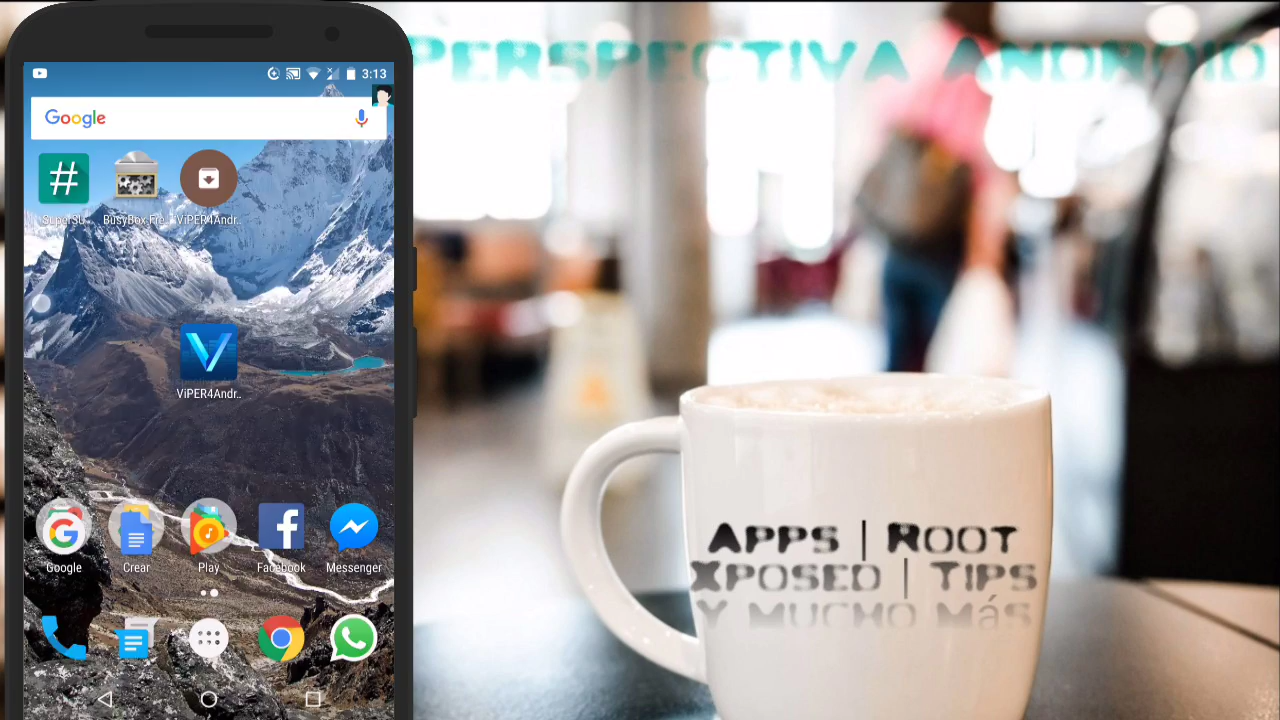 PERSPECTIVA ANDROID
3:13
Google
SuperSU
BusyBox Fre..
ViPER4Andr..
ViPER4Andr..
Google
Crear
Play
Facebook
Messenger
APPS | ROOT
XPOSED | TIPS
Y MUCHO MáS